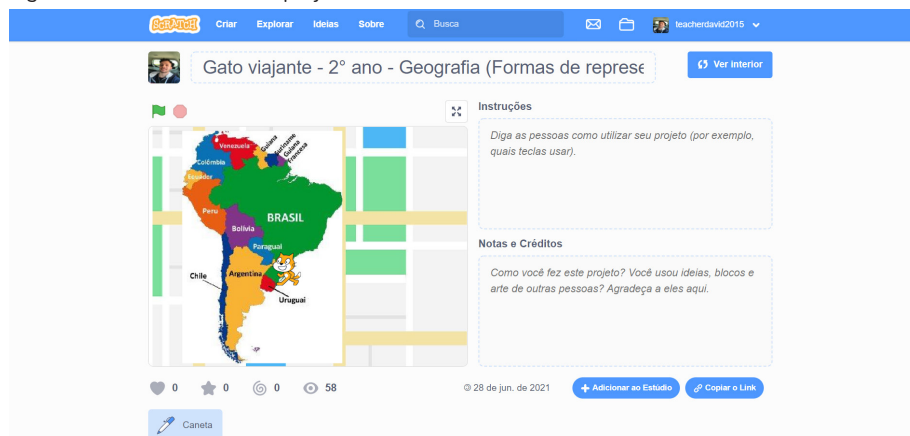 SCRATCH Criar Explorar Ideias Sobre Busca teacherdavid2015
Gato viajante - 2° ano - Geografia (Formas de represe
Ver interior
Instruções
Diga as pessoas como utilizar seu projeto (por exemplo,
quais teclas usar).
Venezuela
Guiana
Suriname
Guiana
Francesa
Colômbia
Equador
Peru
BRASIL
Bolívia
Paraguai
Chile
Argentina
Uruguai
Notas e Créditos
Como você fez este projeto? Você usou ideias, blocos e
arte de outras pessoas? Agradeça a eles aqui.
0 0 0 58
© 28 de jun. de 2021
Adicionar ao Estúdio
Copiar o Link
Caneta